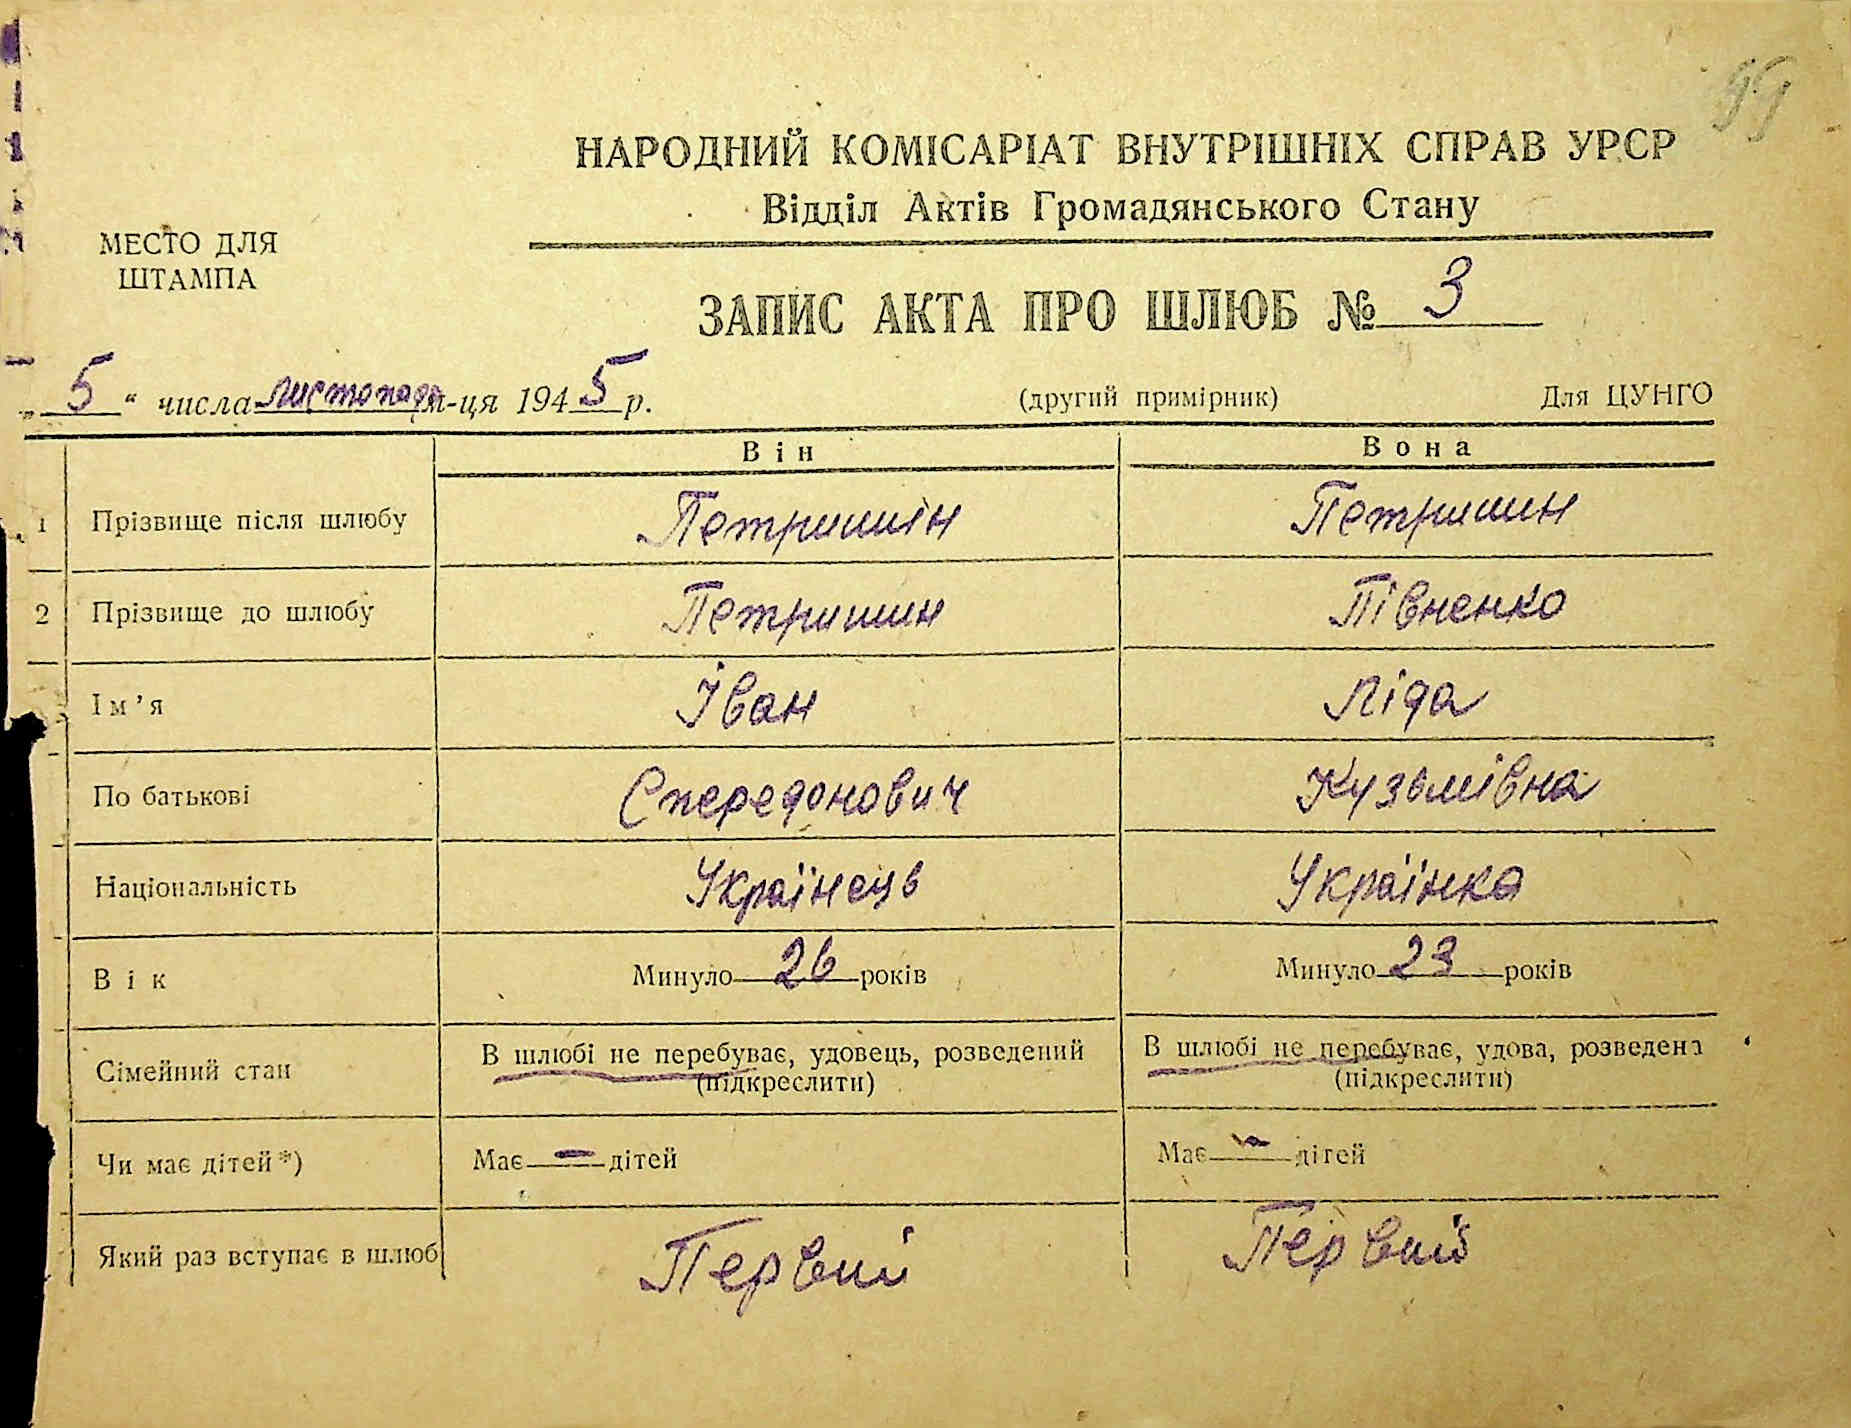 99
НАРОДНИЙ КОМІСАРІАТ ВНУТРІШНІХ СПРАВ УРСР
Відділ Актів Громадянського Стану
МЕСТО ДЛЯ
ШТАМПА
ЗАПИС АКТА ПРО ШЛЮБ № 3
„ 5 “ числа листопада м-ця 1945 р. (другий примірник) Для ЦУНГО
Він Вона
1 Прізвище після шлюбу Петришин Петришин
2 Прізвище до шлюбу Петришин Півненко
Ім’я Іван Ліда
По батькові Спередонович Кузьмівна
Національність Українець Українка
Вік Минуло 26 років Минуло 23 років
Сімейний стан В шлюбі не перебуває, удовець, розведений В шлюбі не перебуває, удова, розведена
(підкреслити) (підкреслити)
Чи має дітей*) Має — дітей Має — дітей
Який раз вступає в шлюб Первий Первий